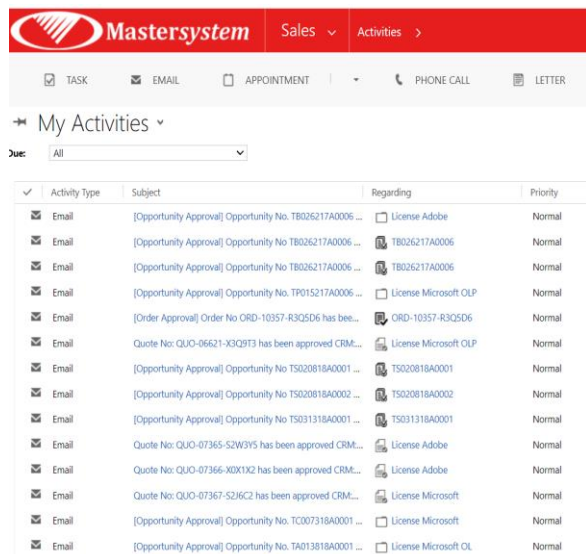 Mastersystem Sales Activities
TASK EMAIL APPOINTMENT PHONE CALL LETTER
My Activities
Due: All
Activity Type Subject Regarding Priority
Email [Opportunity Approval] Opportunity No. TB026217A0006 ... License Adobe Normal
Email [Opportunity Approval] Opportunity No TB026217A0006 ... TB026217A0006 Normal
Email [Opportunity Approval] Opportunity No TB026217A0006 ... TB026217A0006 Normal
Email [Opportunity Approval] Opportunity No. TP015217A0006 ... License Microsoft OLP Normal
Email [Order Approval] Order No ORD-10357-R3Q5D6 has bee... ORD-10357-R3Q5D6 Normal
Email Quote No: QUO-06621-X3Q9T3 has been approved CRM:... License Microsoft OLP Normal
Email [Opportunity Approval] Opportunity No TS020818A0001 ... TS020818A0001 Normal
Email [Opportunity Approval] Opportunity No TS020818A0002 ... TS020818A0002 Normal
Email [Opportunity Approval] Opportunity No TS031318A0001 ... TS031318A0001 Normal
Email Quote No: QUO-07365-S2W3Y5 has been approved CRM:... License Adobe Normal
Email Quote No: QUO-07366-X0X1X2 has been approved CRM:... License Adobe Normal
Email Quote No: QUO-07367-S2J6C2 has been approved CRM:... License Microsoft Normal
Email [Opportunity Approval] Opportunity No. TC007318A0001 ... License Microsoft Normal
Email [Opportunity Approval] Opportunity No. TA013818A0001 ... License Microsoft OL Normal